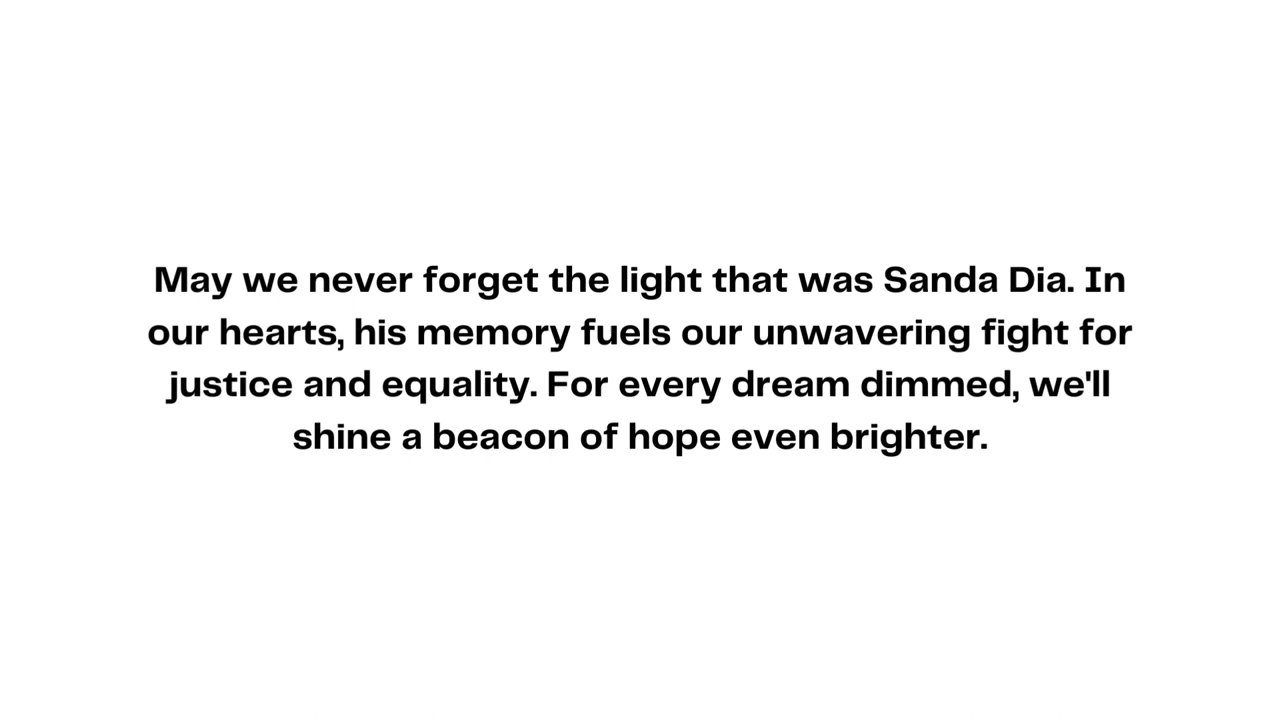 May we never forget the light that was Sanda Dia. In
our hearts, his memory fuels our unwavering fight for
justice and equality. For every dream dimmed, we'll
shine a beacon of hope even brighter.